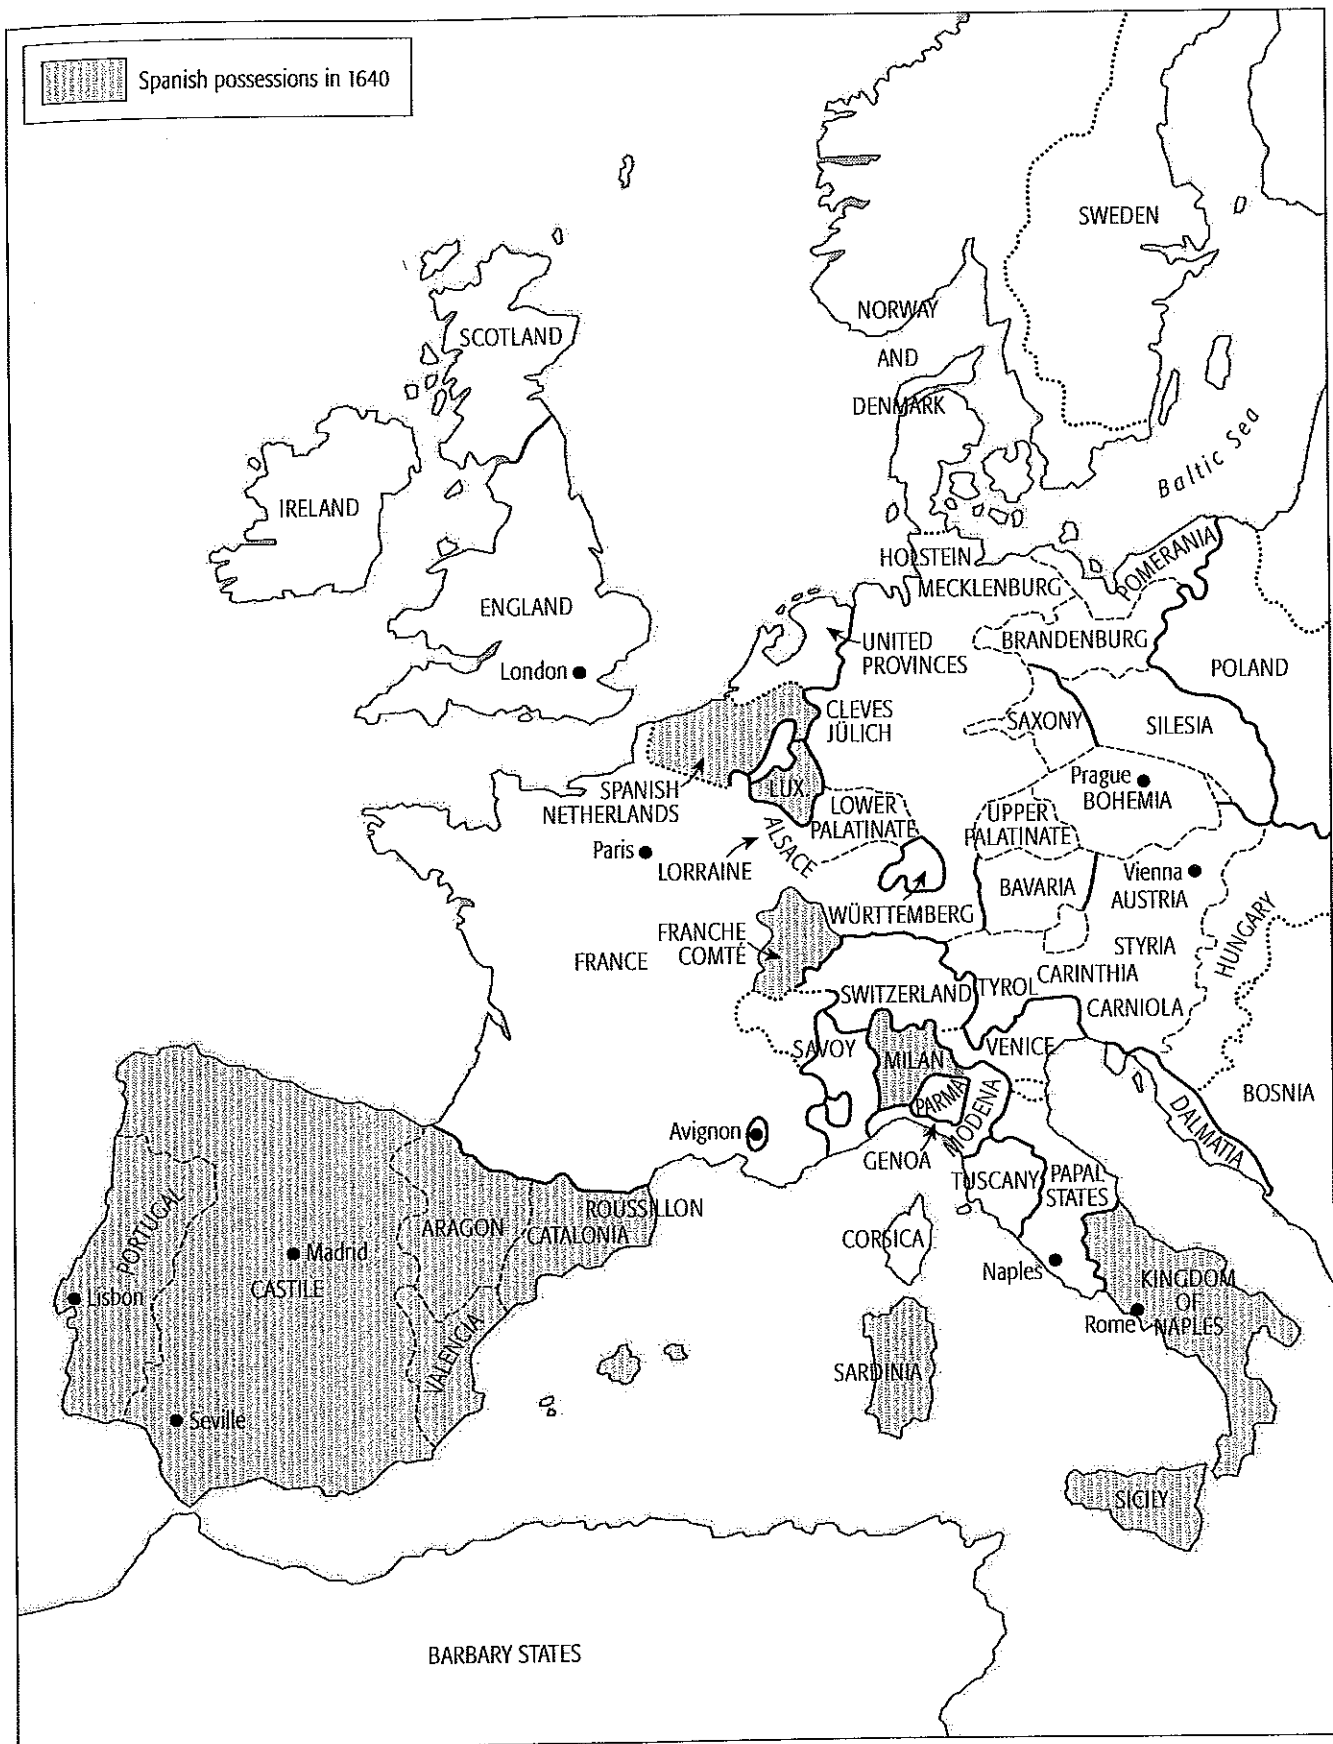 Spanish possessions in 1640
SWEDEN
NORWAY
AND
DENMARK
SCOTLAND
Baltic Sea
IRELAND
HOLSTEIN
POMERANIA
MECKLENBURG
ENGLAND
BRANDENBURG
UNITED
PROVINCES
London
POLAND
CLEVES
JÜLICH
SAXONY
SILESIA
SPANISH
NETHERLANDS
LUX.
Prague
BOHEMIA
LOWER
PALATINATE
UPPER
PALATINATE
ALSACE
Paris
LORRAINE
BAVARIA
Vienna
AUSTRIA
WÜRTTEMBERG
HUNGARY
FRANCHE
COMTÉ
FRANCE
STYRIA
CARINTHIA
SWITZERLAND
TYROL
CARNIOLA
SAVOY
MILAN
VENICE
PARMA
MODENA
BOSNIA
DALMATIA
Avignon
GENOA
TUSCANY
PAPAL
STATES
PORTUGAL
ARAGON
CATALONIA
ROUSSILLON
CORSICA
Madrid
CASTILE
Lisbon
VALENCIA
Naples
KINGDOM
OF
NAPLES
Rome
SARDINIA
Seville
SICILY
BARBARY STATES